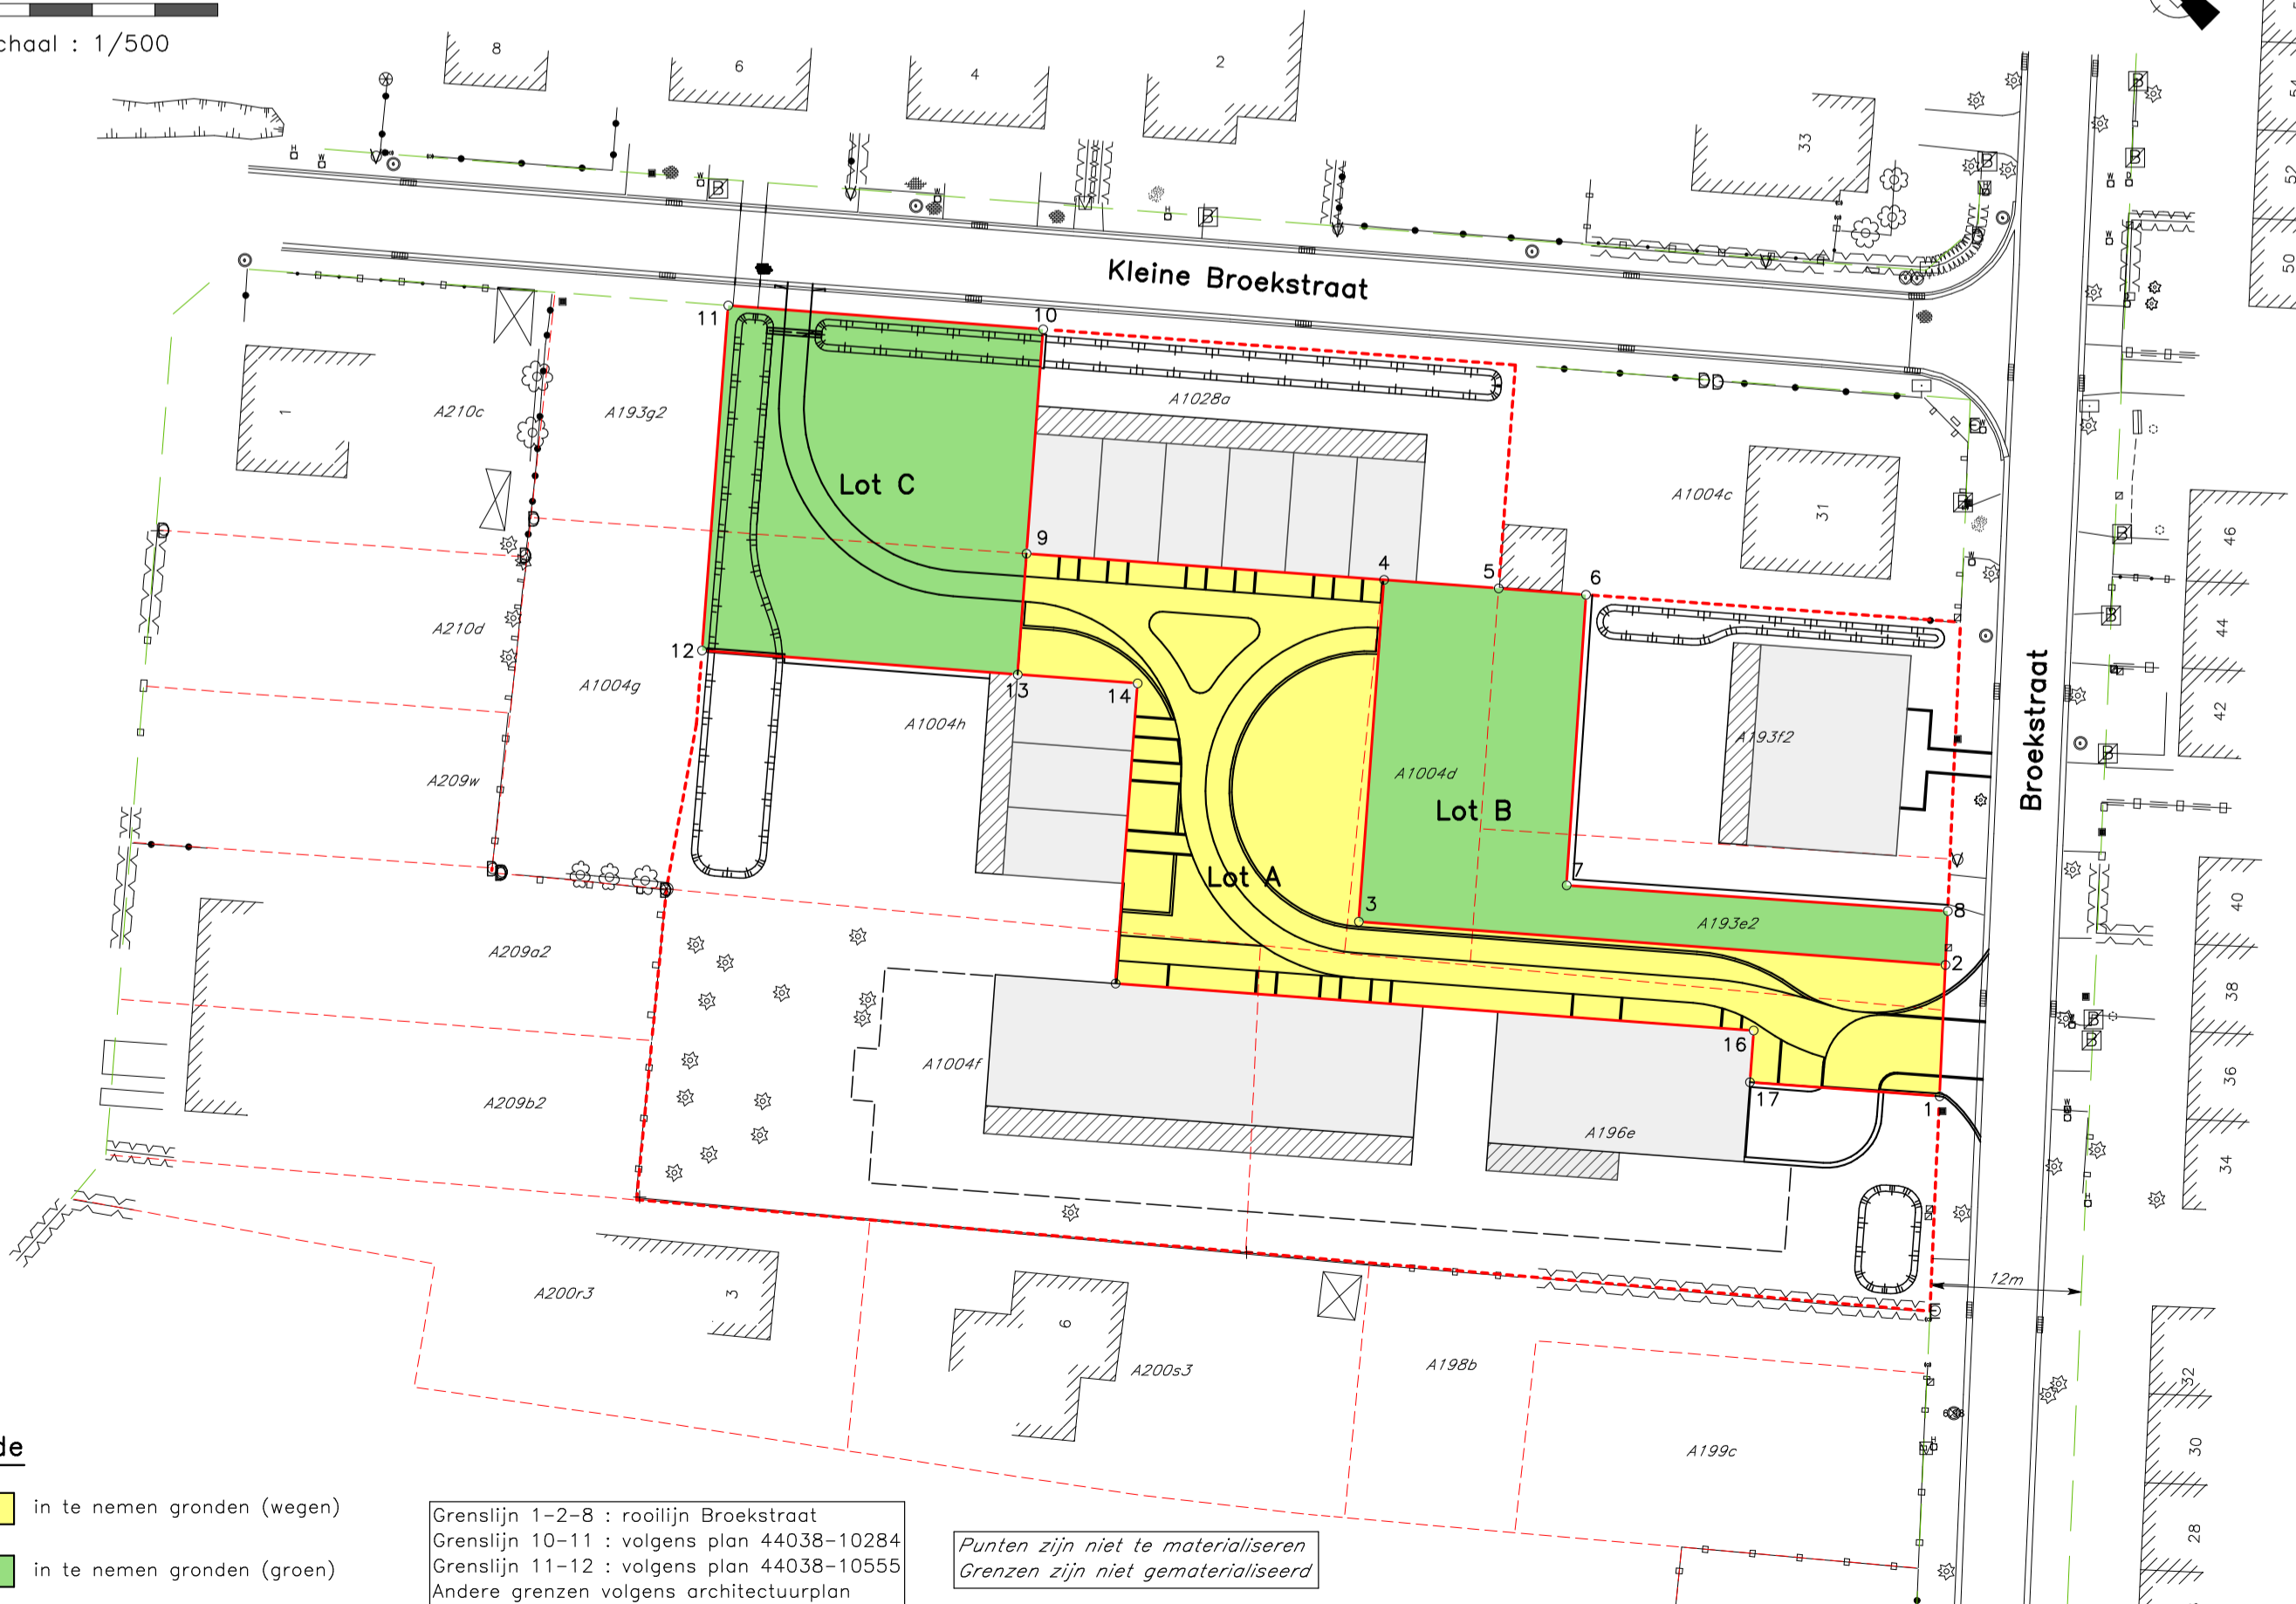 chaal : 1/500
8
6
4
2
33
54
52
50
Kleine Broekstraat
11
10
A1028a
1
A210c
A193g2
Lot C
A1004c
31
46
9
4
5
6
44
A210d
12
A1004g
13
14
A1004h
42
A193f2
Broekstraat
A1004d
Lot B
A209w
Lot A
7
3
8
A193e2
2
40
A209a2
38
16
A1004f
36
A209b2
17
1
A196e
34
12m
A200r3
3
6
A200s3
A198b
32
A199c
30
28
de
in te nemen gronden (wegen)
in te nemen gronden (groen)
Grenslijn 1-2-8 : rooilijn Broekstraat
Grenslijn 10-11 : volgens plan 44038-10284
Grenslijn 11-12 : volgens plan 44038-10555
Andere grenzen volgens architectuurplan
Punten zijn niet te materialiseren
Grenzen zijn niet gematerialiseerd